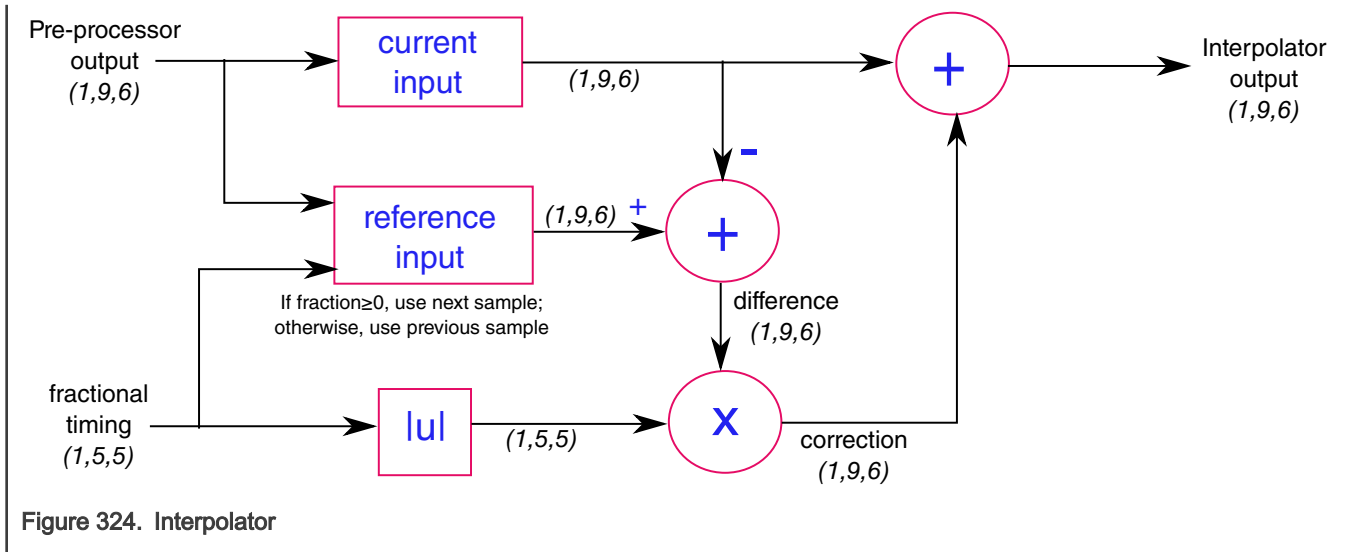 Pre-processor
output
(1,9,6)
current
input
(1,9,6)
+
Interpolator
output
(1,9,6)
-
reference
input
(1,9,6)
+
+
If fraction≥0, use next sample;
otherwise, use previous sample
difference
(1,9,6)
fractional
timing
(1,5,5)
|u|
(1,5,5)
x
correction
(1,9,6)
Figure 324. Interpolator